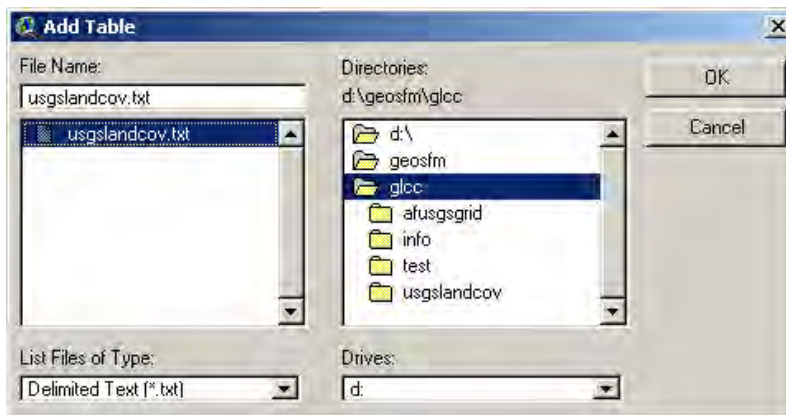 Add Table
File Name:
usgslandcov.txt
usgslandcov.txt
List Files of Type:
Delimited Text (*.txt)
Directories:
d:\geosfm\glcc
d:\
geosfm
glcc
afusgsgrid
info
test
usgslandcov
Drives:
d:
OK
Cancel